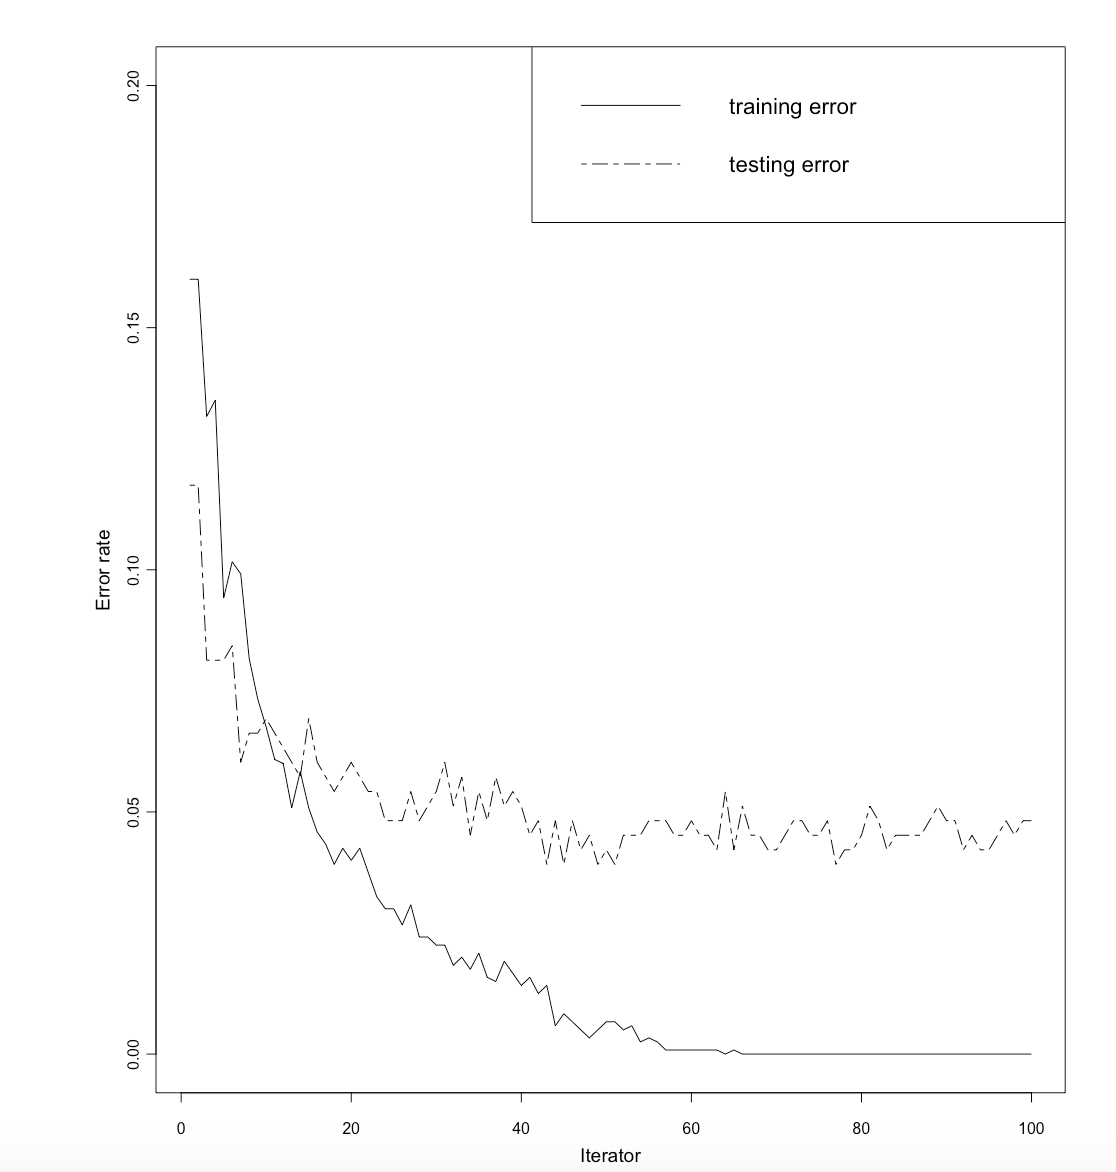 training error
testing error
0.20
0.15
0.10
0.05
0.00
Error rate
0 20 40 60 80 100
Iterator